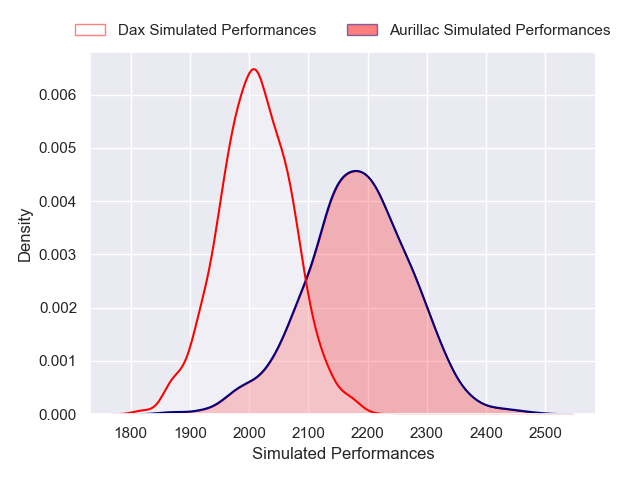 Dax Simulated Performances Aurillac Simulated Performances
0.006
0.005
0.004
0.003
0.002
0.001
0.000
Density
1800 1900 2000 2100 2200 2300 2400 2500
Simulated Performances